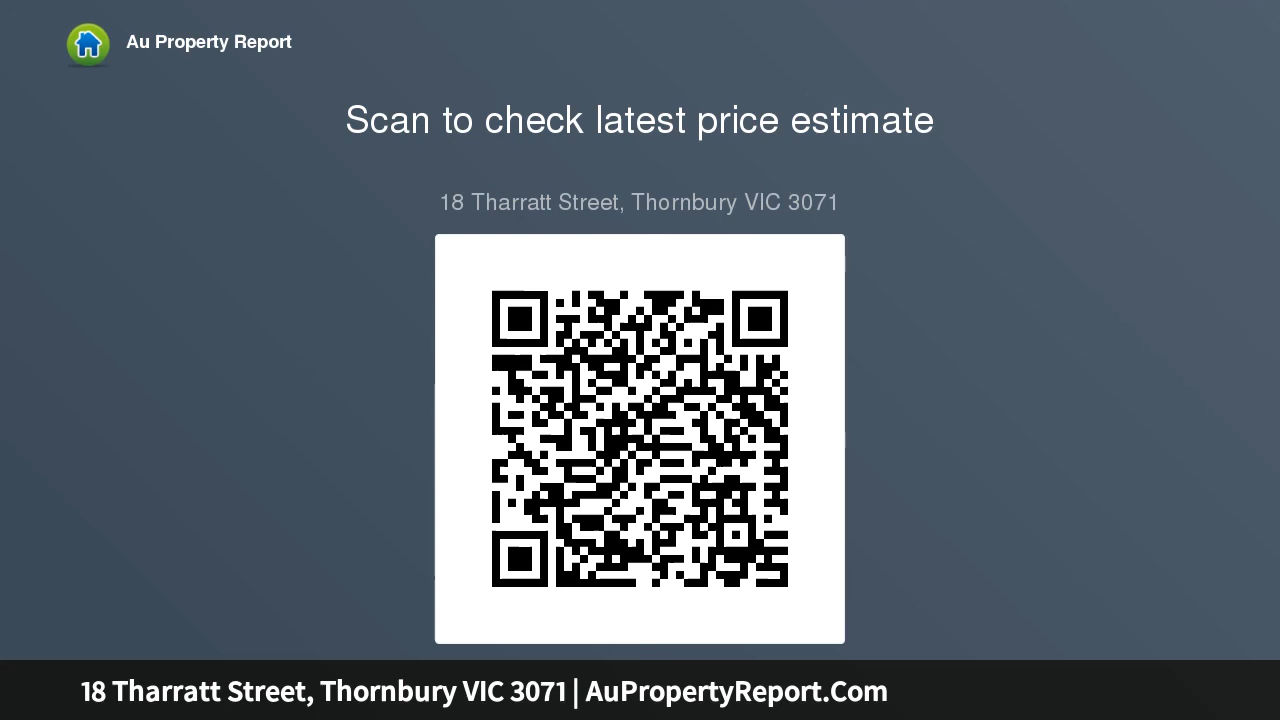 Au Property Report
Scan to check latest price estimate
18 Tharratt Street, Thornbury VIC 3071
18 Tharratt Street, Thornbury VIC 3071 | AuPropertyReport.Com